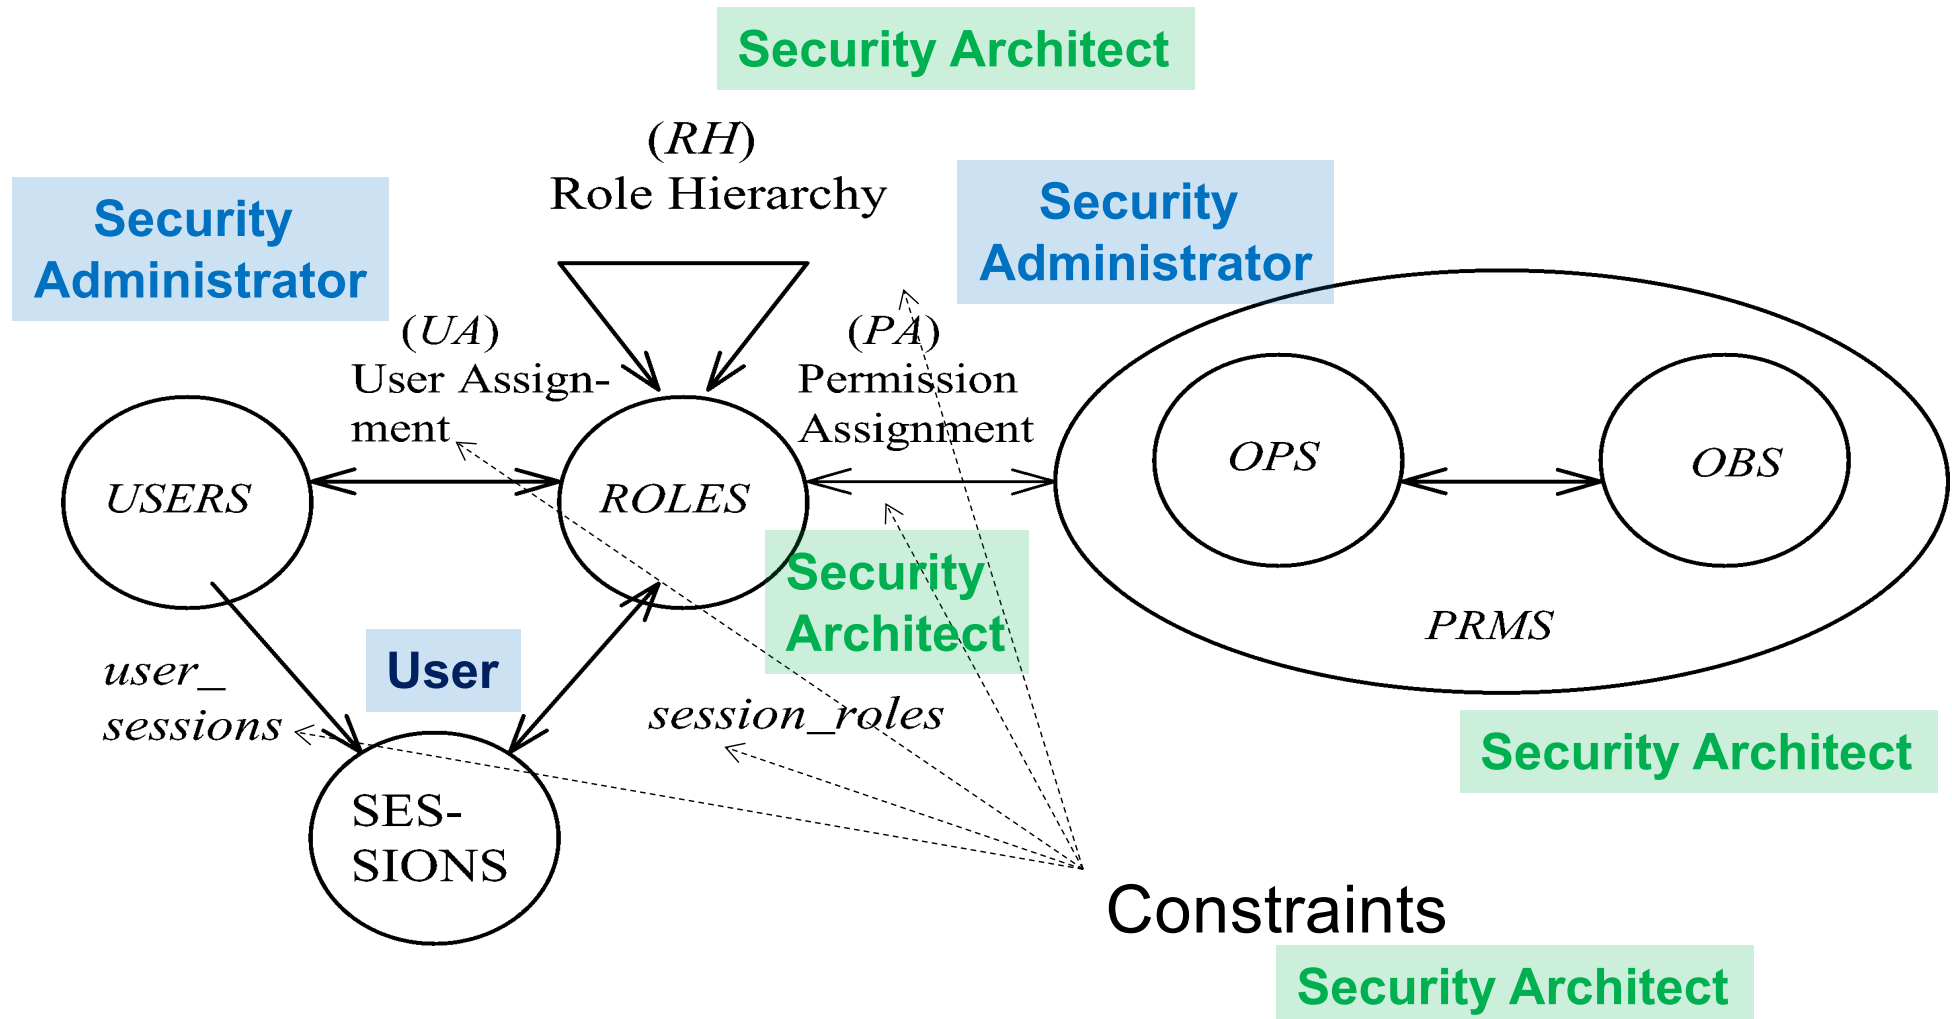 Security Architect
(RH)
Role Hierarchy
Security
Administrator
Security
Administrator
(UA)
User Assign-
ment
(PA)
Permission
Assignment
USERS
ROLES
OPS
OBS
PRMS
Security
Architect
User
user_
sessions
session_roles
Security Architect
SES-
SIONS
Constraints
Security Architect